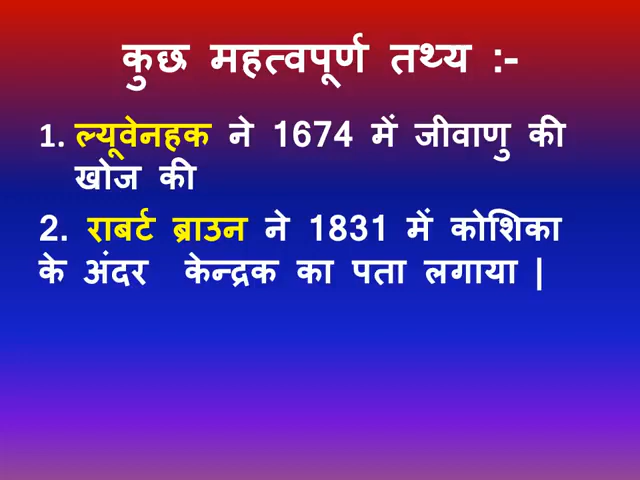 कुछ महत्वपूर्ण तथ्य :-
1. ल्यूवेनहक ने 1674 में जीवाणु की
खोज की
2. राबर्ट ब्राउन ने 1831 में कोशिका
के अंदर केन्द्रक का पता लगाया |